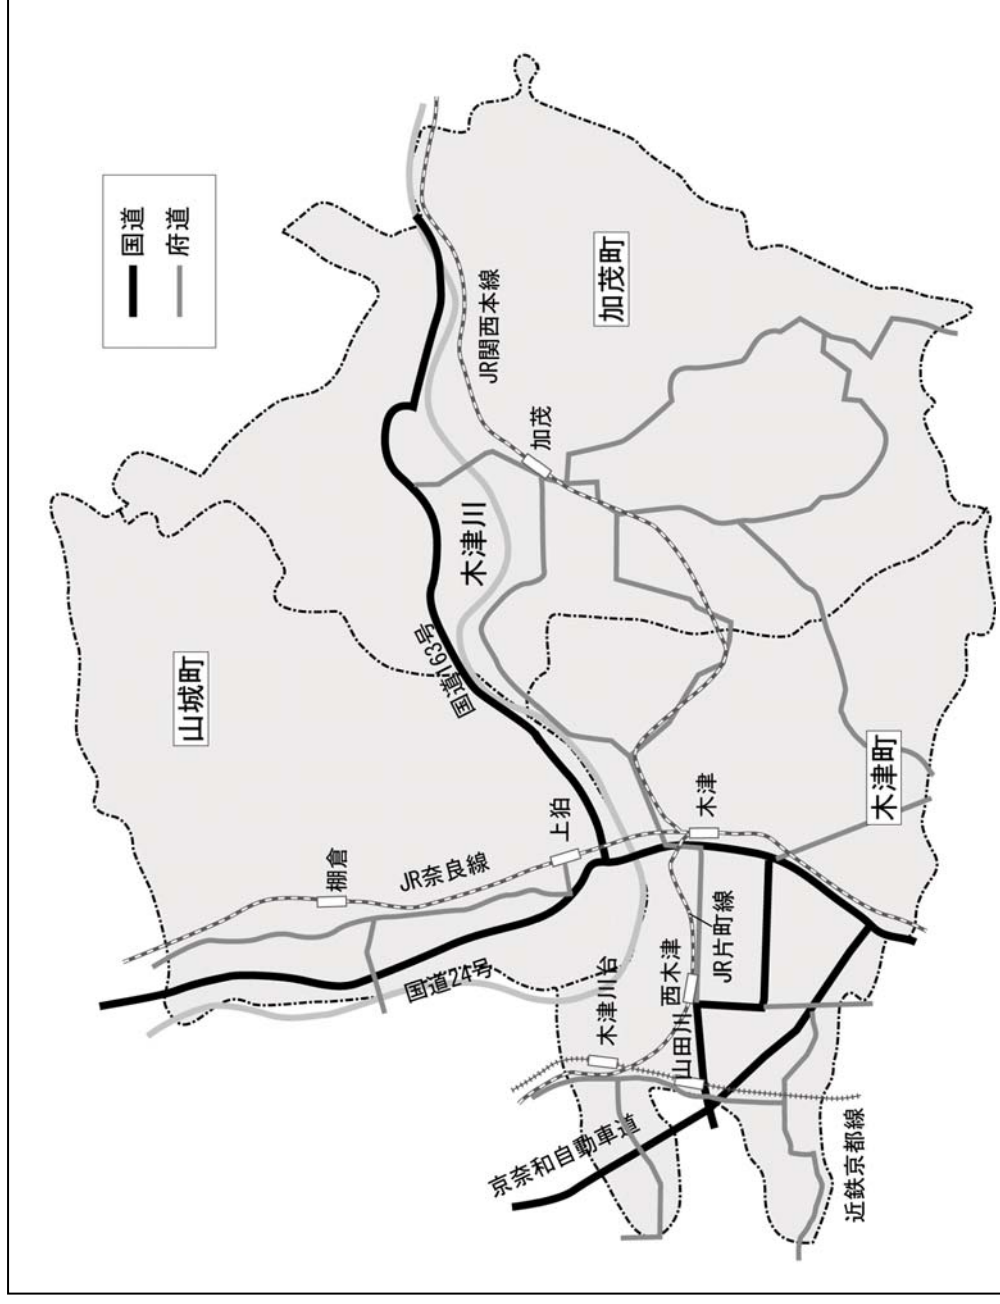 国道
府道
山城町
加茂町
木津町
木津川
国道163号
JR関西本線
加茂
上狛
棚倉
JR奈良線
木津
国道24号
JR片町線
西木津
木津川台
山田川
京奈和自動車道
近鉄京都線